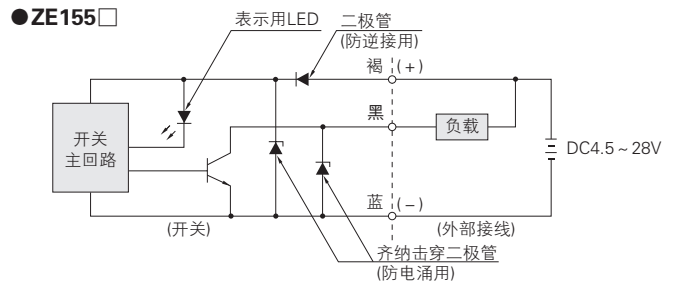 ●ZE155□
表示用LED
二极管
(防逆接用)
褐 (+)
黑
负载
开关
主回路
DC4.5～28V
蓝 (−)
(开关)
(外部接线)
齐纳击穿二极管
(防电涌用)